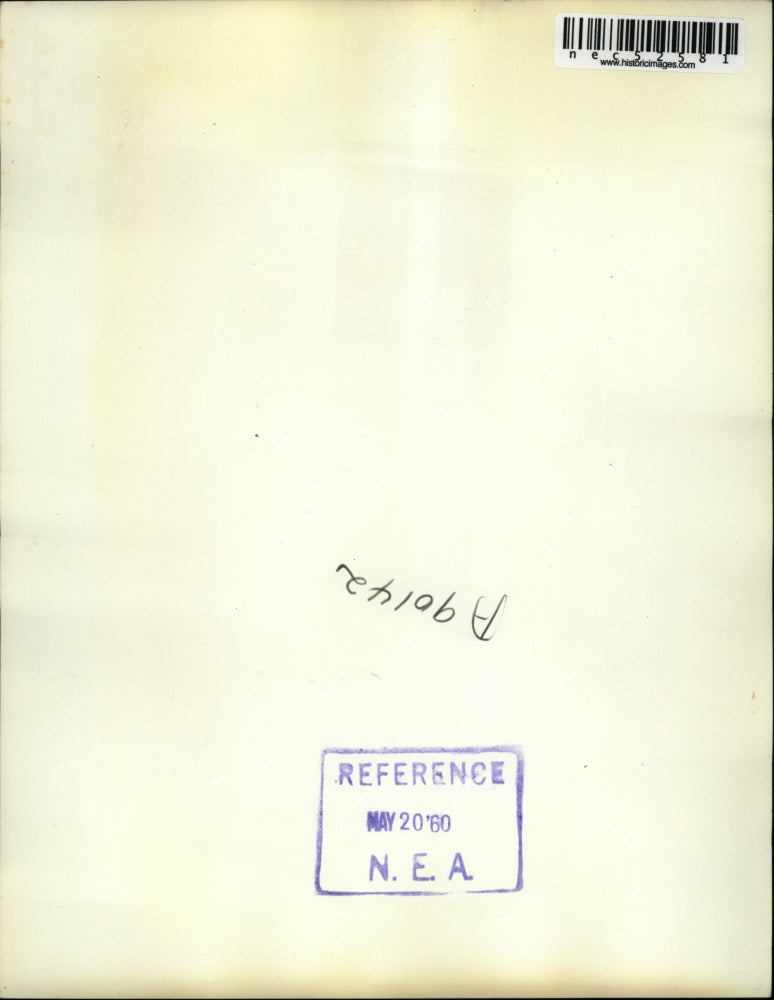 nec52581
www.historicimages.com
A90142
REFERENCE
MAY 20'60
N. E. A.